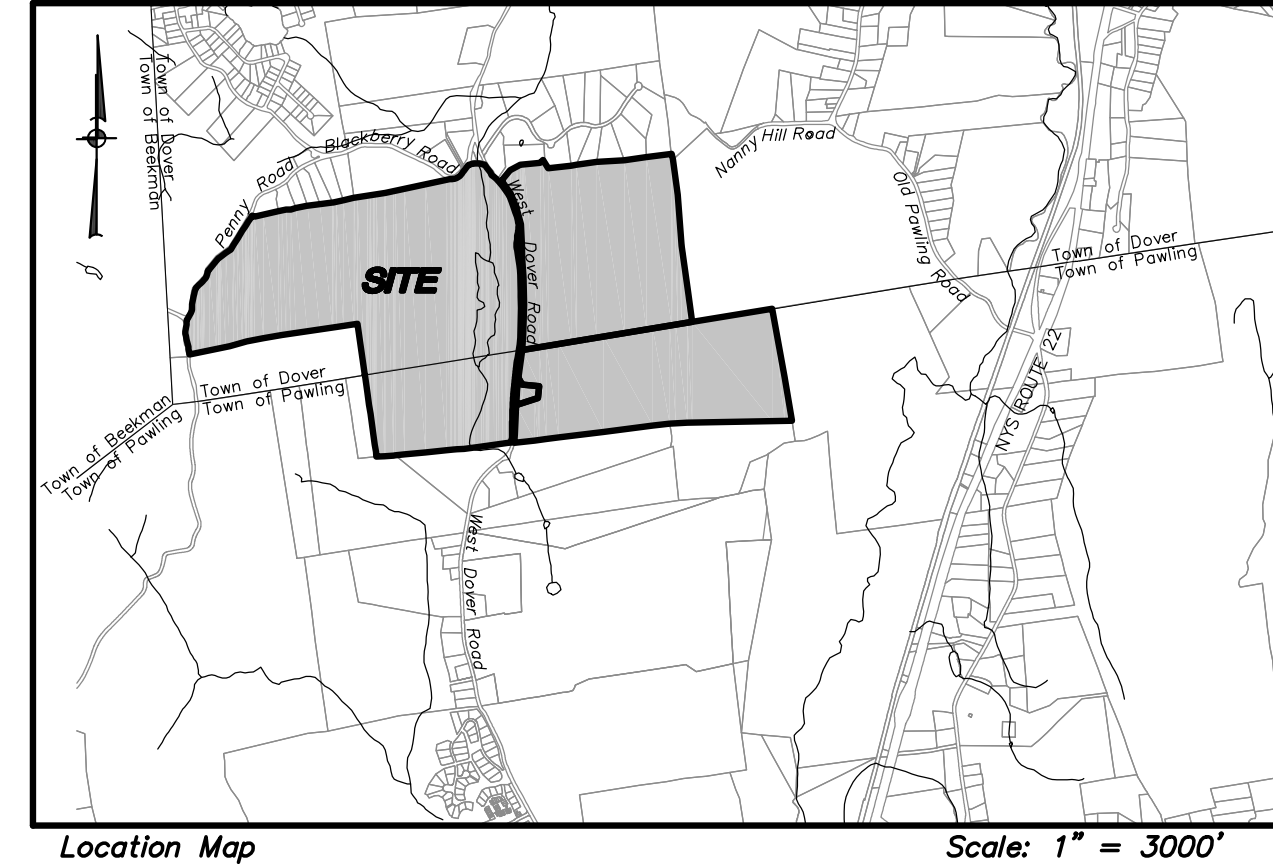 Town of Dover
Town of Beekman
Blackberry Road
Penny Road
Nanny Hill Road
Old Pawling Road
West Dover Road
SITE
Town of Dover
Town of Pawling
NYS ROUTE 22
Town of Dover
Town of Pawling
Town of Beekman
Town of Pawling
West Dover Road
Location Map
Scale: 1" = 3000'